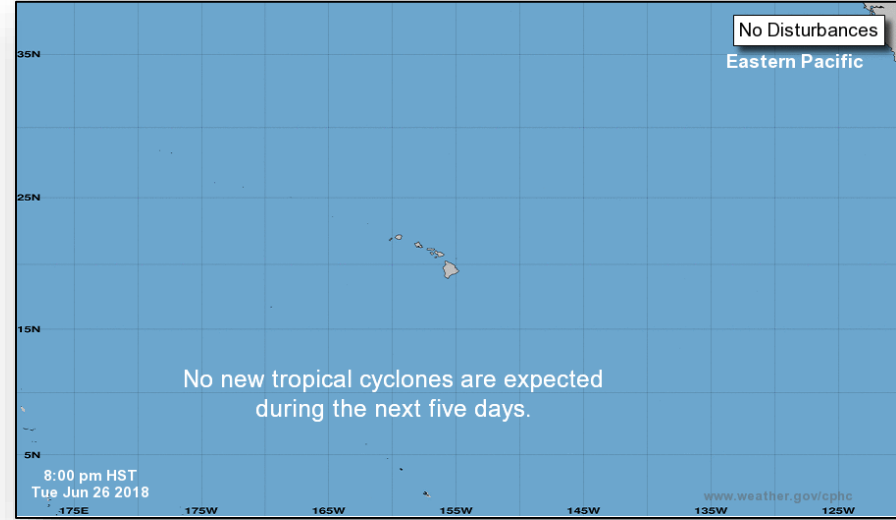 No Disturbances
35N
Eastern Pacific
25N
15N
No new tropical cyclones are expected
during the next five days.
5N
8:00 pm HST
Tue Jun 26 2018
www.weather.gov/cphc
175E
175W
165W
155W
145W
135W
125W